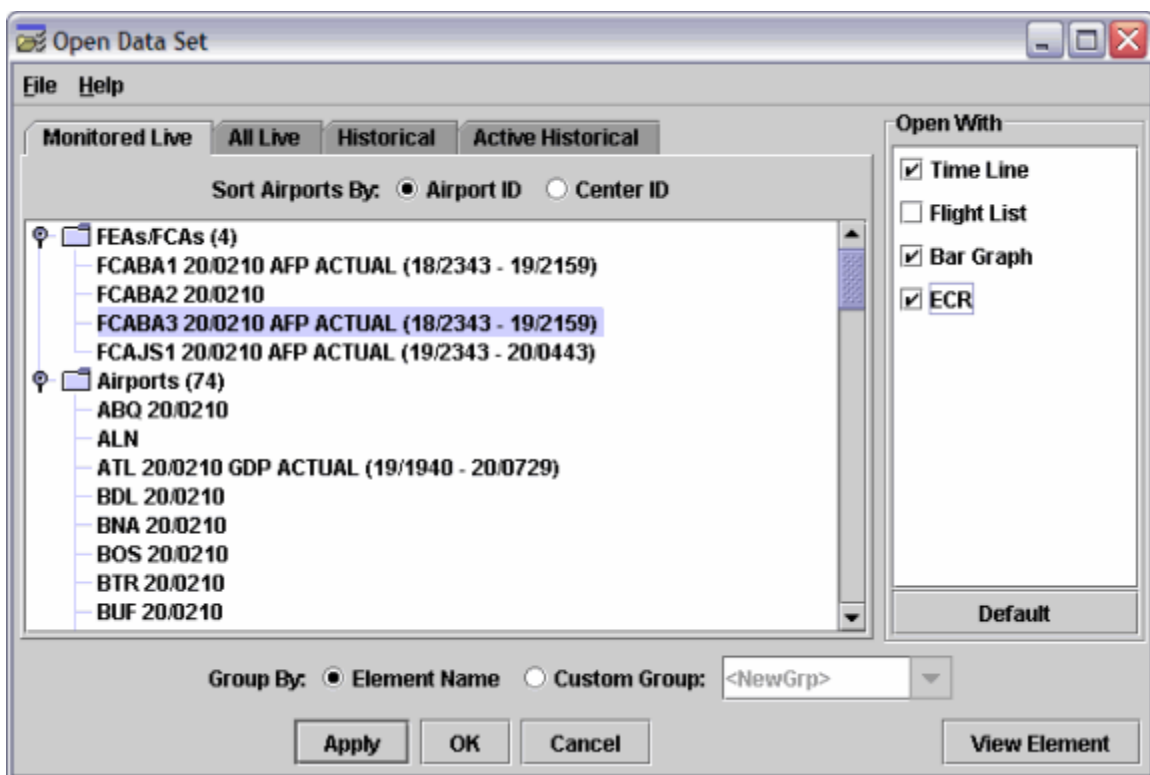 Open Data Set
File Help
Monitored Live All Live Historical Active Historical
Sort Airports By: Airport ID Center ID
FEAs/FCAs (4)
FCABA1 20/0210 AFP ACTUAL (18/2343 - 19/2159)
FCABA2 20/0210
FCABA3 20/0210 AFP ACTUAL (18/2343 - 19/2159)
FCAJS1 20/0210 AFP ACTUAL (19/2343 - 20/0443)
Airports (74)
ABQ 20/0210
ALN
ATL 20/0210 GDP ACTUAL (19/1940 - 20/0729)
BDL 20/0210
BNA 20/0210
BOS 20/0210
BTR 20/0210
BUF 20/0210
Open With
Time Line
Flight List
Bar Graph
ECR
Default
Group By: Element Name Custom Group: <NewGrp>
Apply OK Cancel View Element